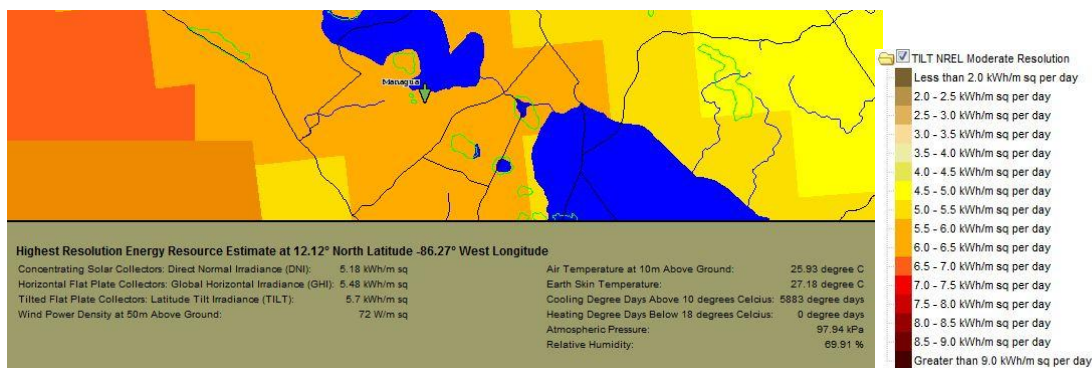 Managua
TILT NREL Moderate Resolution
Less than 2.0 kWh/m sq per day
2.0 - 2.5 kWh/m sq per day
2.5 - 3.0 kWh/m sq per day
3.0 - 3.5 kWh/m sq per day
3.5 - 4.0 kWh/m sq per day
4.0 - 4.5 kWh/m sq per day
4.5 - 5.0 kWh/m sq per day
5.0 - 5.5 kWh/m sq per day
5.5 - 6.0 kWh/m sq per day
6.0 - 6.5 kWh/m sq per day
6.5 - 7.0 kWh/m sq per day
7.0 - 7.5 kWh/m sq per day
7.5 - 8.0 kWh/m sq per day
8.0 - 8.5 kWh/m sq per day
8.5 - 9.0 kWh/m sq per day
Greater than 9.0 kWh/m sq per day
Highest Resolution Energy Resource Estimate at 12.12° North Latitude -86.27° West Longitude
Concentrating Solar Collectors: Direct Normal Irradiance (DNI): 5.18 kWh/m sq
Horizontal Flat Plate Collectors: Global Horizontal Irradiance (GHI): 5.48 kWh/m sq
Tilted Flat Plate Collectors: Latitude Tilt Irradiance (TILT): 5.7 kWh/m sq
Wind Power Density at 50m Above Ground: 72 W/m sq
Air Temperature at 10m Above Ground: 25.93 degree C
Earth Skin Temperature: 27.18 degree C
Cooling Degree Days Above 10 degrees Celcius: 5883 degree days
Heating Degree Days Below 18 degrees Celcius: 0 degree days
Atmospheric Pressure: 97.94 kPa
Relative Humidity: 69.91 %